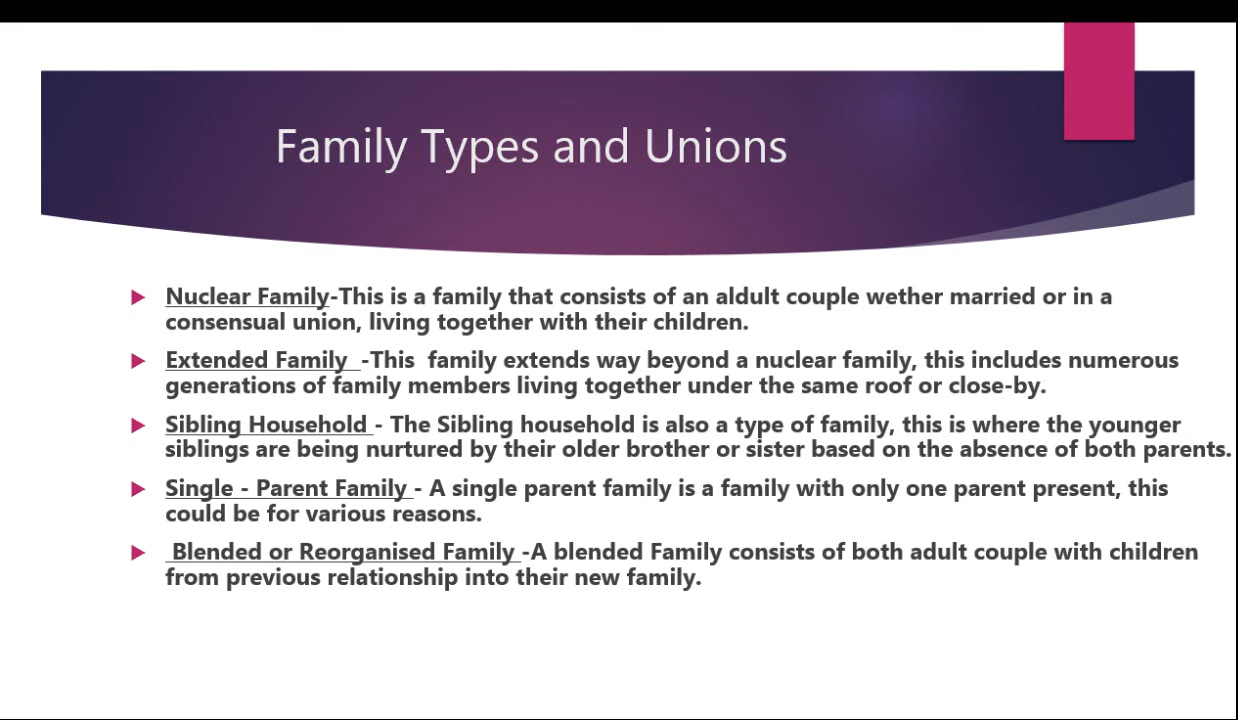 Family Types and Unions
Nuclear Family-This is a family that consists of an aldult couple wether married or in a
consensual union, living together with their children.
Extended Family  -This  family extends way beyond a nuclear family, this includes numerous
generations of family members living together under the same roof or close-by.
Sibling Household - The Sibling household is also a type of family, this is where the younger
siblings are being nurtured by their older brother or sister based on the absence of both parents.
Single - Parent Family - A single parent family is a family with only one parent present, this
could be for various reasons.
Blended or Reorganised Family -A blended Family consists of both adult couple with children
from previous relationship into their new family.